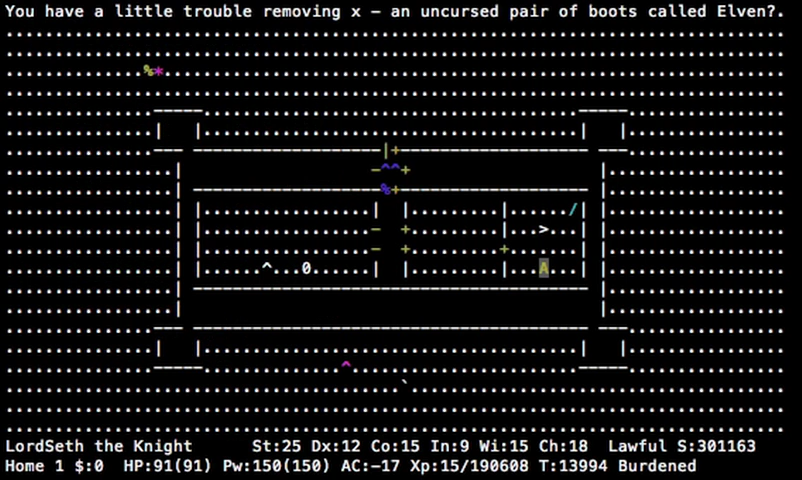 You have a little trouble removing x – an uncursed pair of boots called Elven?.
LordSeth the Knight St:25 Dx:12 Co:15 In:9 Wi:15 Ch:18 Lawful S:301163
Home 1 $:0 HP:91(91) Pw:150(150) AC:-17 Xp:15/190608 T:13994 Burdened